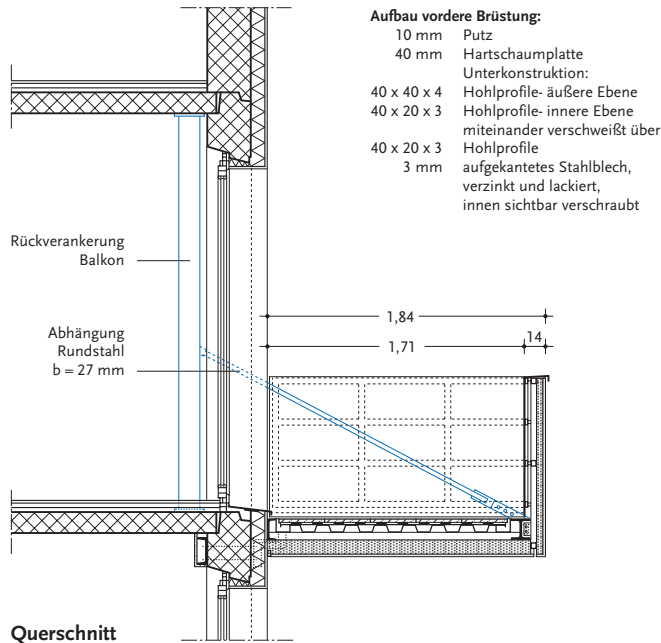 Aufbau vordere Brüstung:
10 mm Putz
40 mm Hartschaumplatte
Unterkonstruktion:
40 x 40 x 4 Hohlprofile- äußere Ebene
40 x 20 x 3 Hohlprofile- innere Ebene
miteinander verschweißt über
40 x 20 x 3 Hohlprofile
3 mm aufgekantetes Stahlblech,
verzinkt und lackiert,
innen sichtbar verschraubt
Rückverankerung
Balkon
Abhängung
Rundstahl
b = 27 mm
1,84
1,71
14
Querschnitt